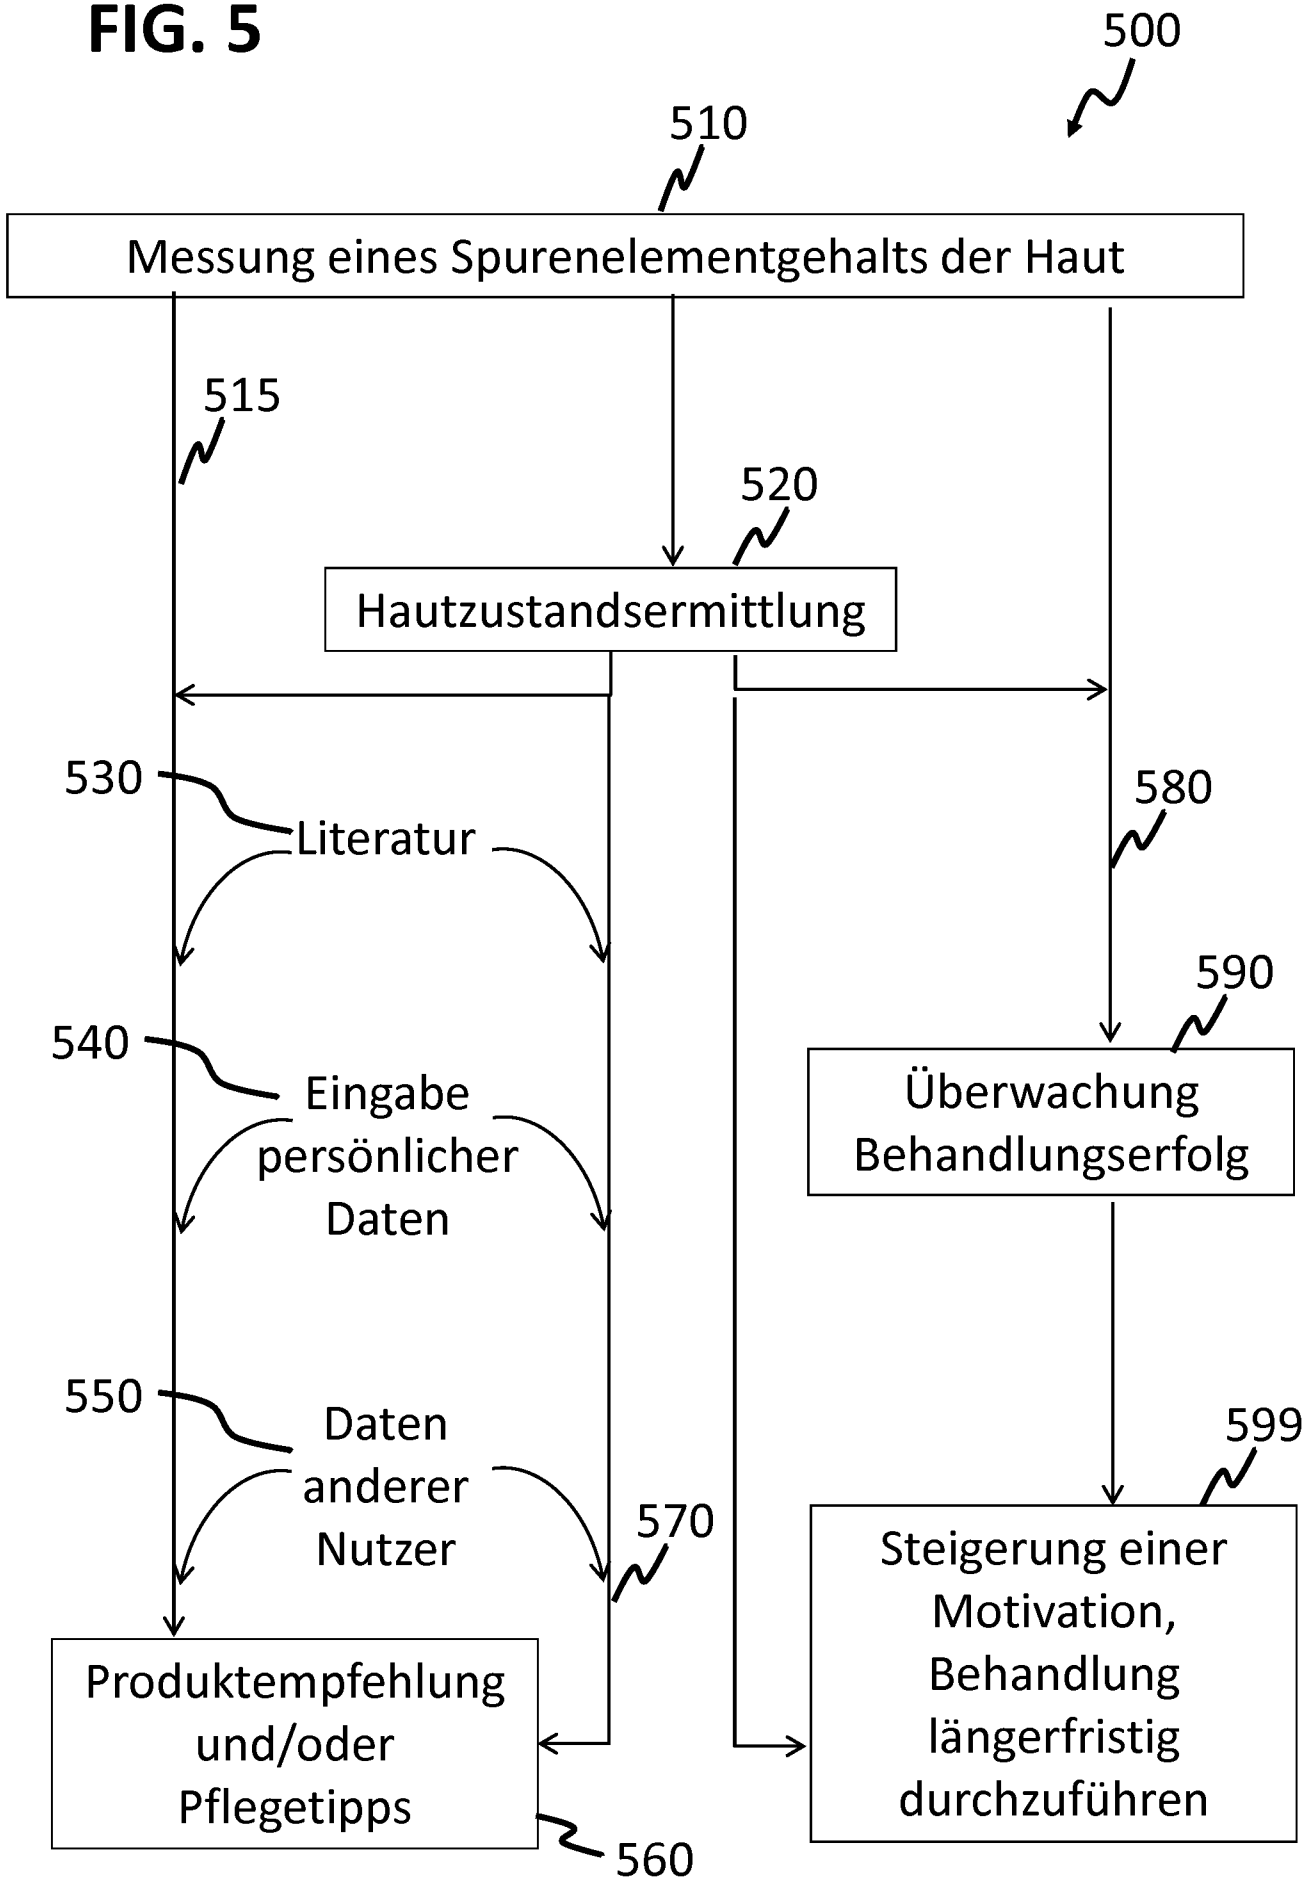 FIG. 5
500
510
Messung eines Spurenelementgehalts der Haut
515
520
Hautzustandsermittlung
530
Literatur
580
590
540
Eingabe
persönlicher
Daten
Überwachung
Behandlungserfolg
550
Daten
anderer
Nutzer
570
599
Steigerung einer
Motivation,
Behandlung
längerfristig
durchzuführen
Produktempfehlung
und/oder
Pflegetipps
560